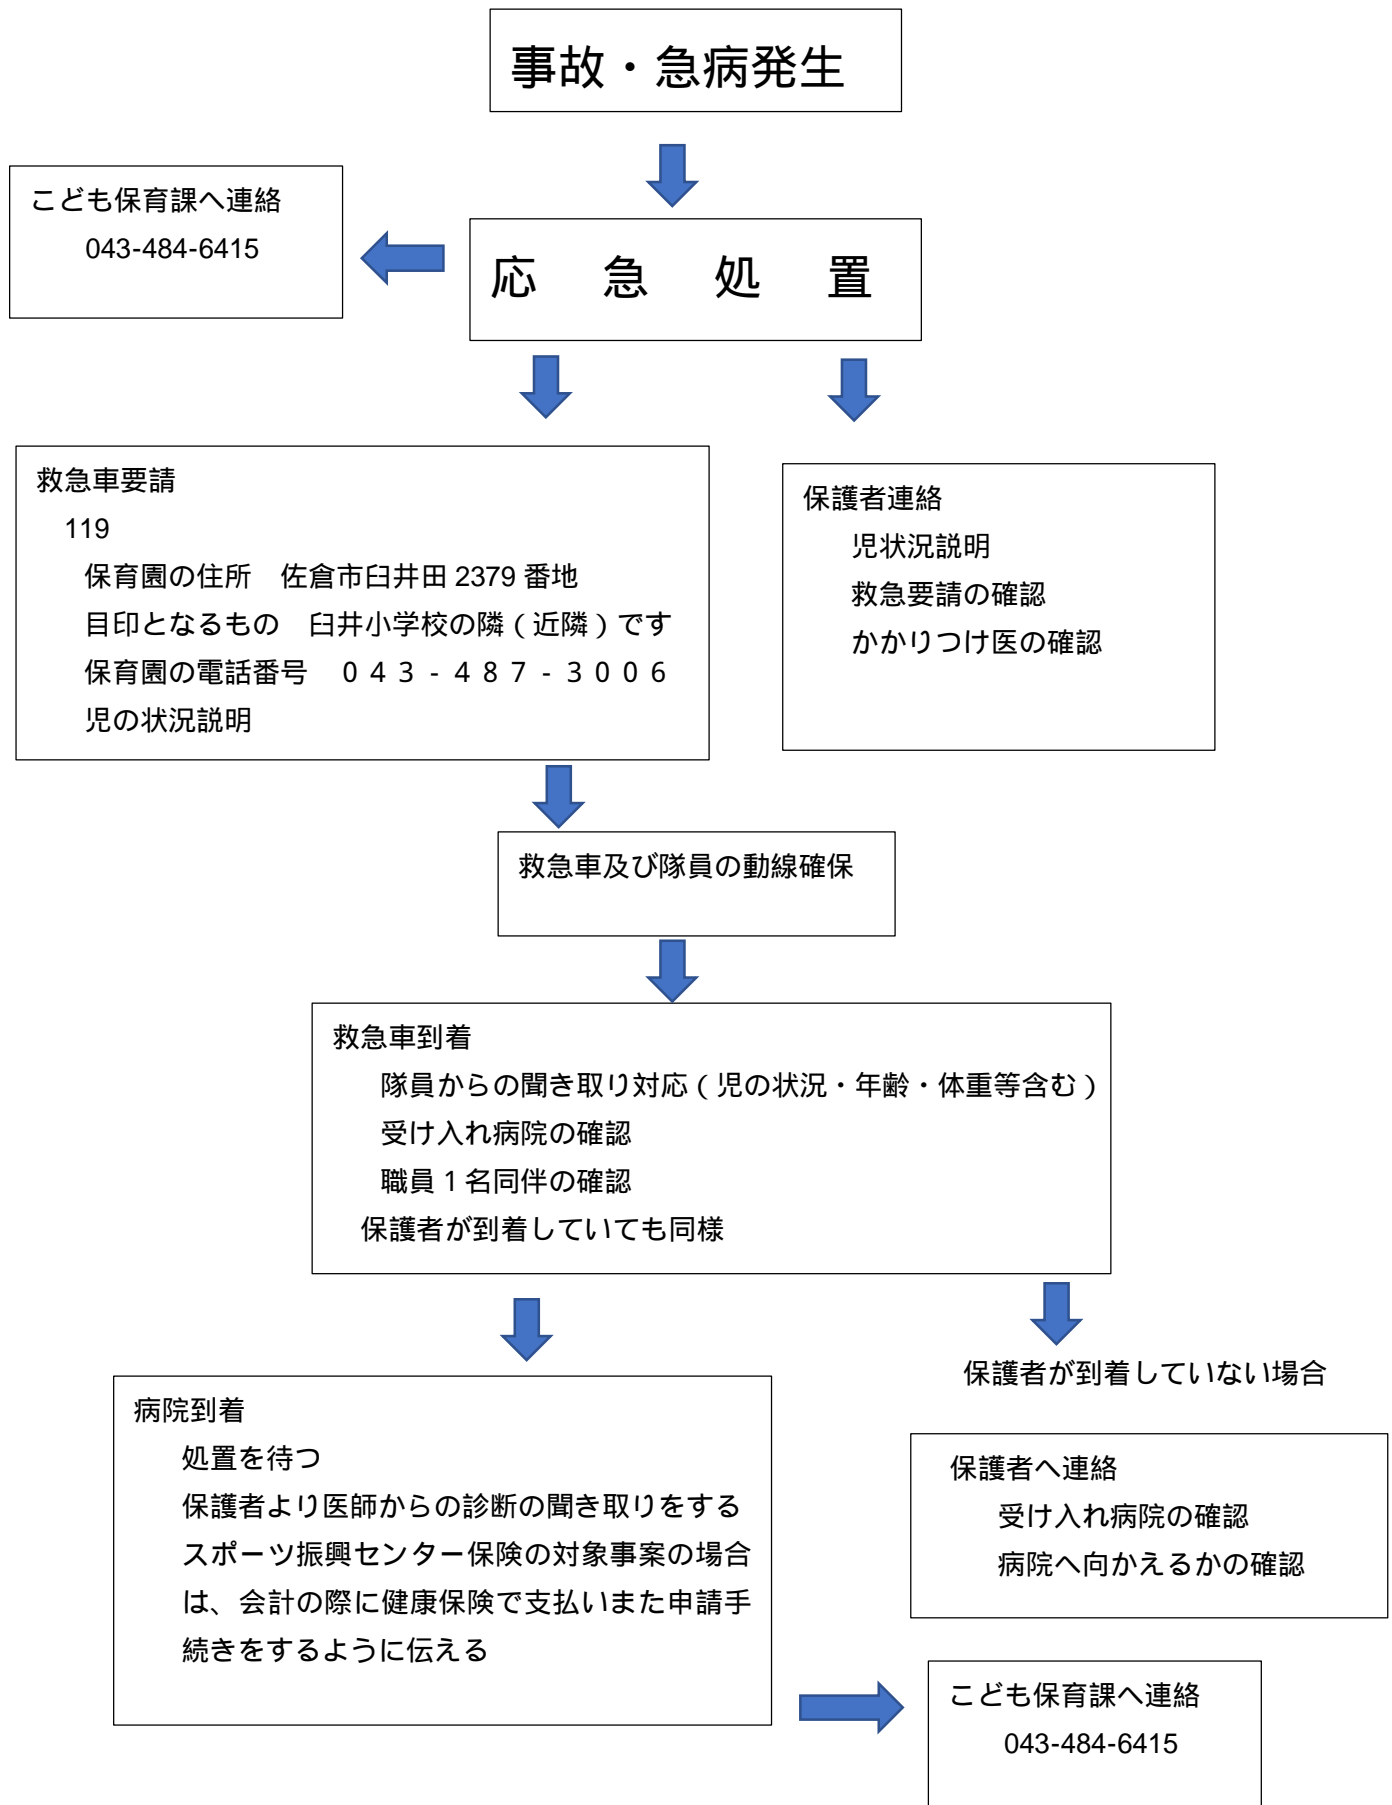 事故・急病発生
こども保育課へ連絡
043-484-6415
応 急 処 置
救急車要請
119
保育園の住所 佐倉市臼井田 2379 番地
目印となるもの 臼井小学校の隣(近隣)です
保育園の電話番号 043-487-3006
児の状況説明
保護者連絡
児状況説明
救急要請の確認
かかりつけ医の確認
救急車及び隊員の動線確保
救急車到着
隊員からの聞き取り対応(児の状況・年齢・体重等含む)
受け入れ病院の確認
職員1名同伴の確認
保護者が到着していても同様
病院到着
処置を待つ
保護者より医師からの診断の聞き取りをする
スポーツ振興センター保険の対象事案の場合
は、会計の際に健康保険で支払いまた申請手
続きをするように伝える
保護者が到着していない場合
保護者へ連絡
受け入れ病院の確認
病院へ向かえるかの確認
こども保育課へ連絡
043-484-6415